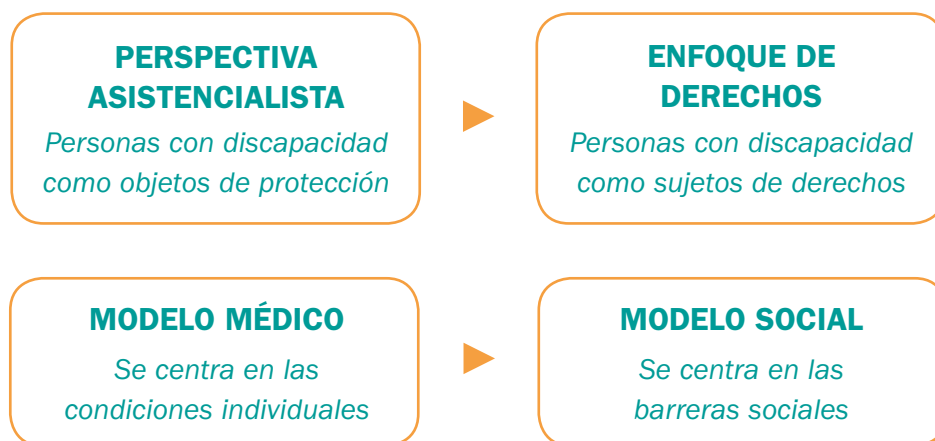 PERSPECTIVA
ASISTENCIALISTA
Personas con discapacidad
como objetos de protección
ENFOQUE DE
DERECHOS
Personas con discapacidad
como sujetos de derechos
MODELO MÉDICO
Se centra en las
condiciones individuales
MODELO SOCIAL
Se centra en las
barreras sociales